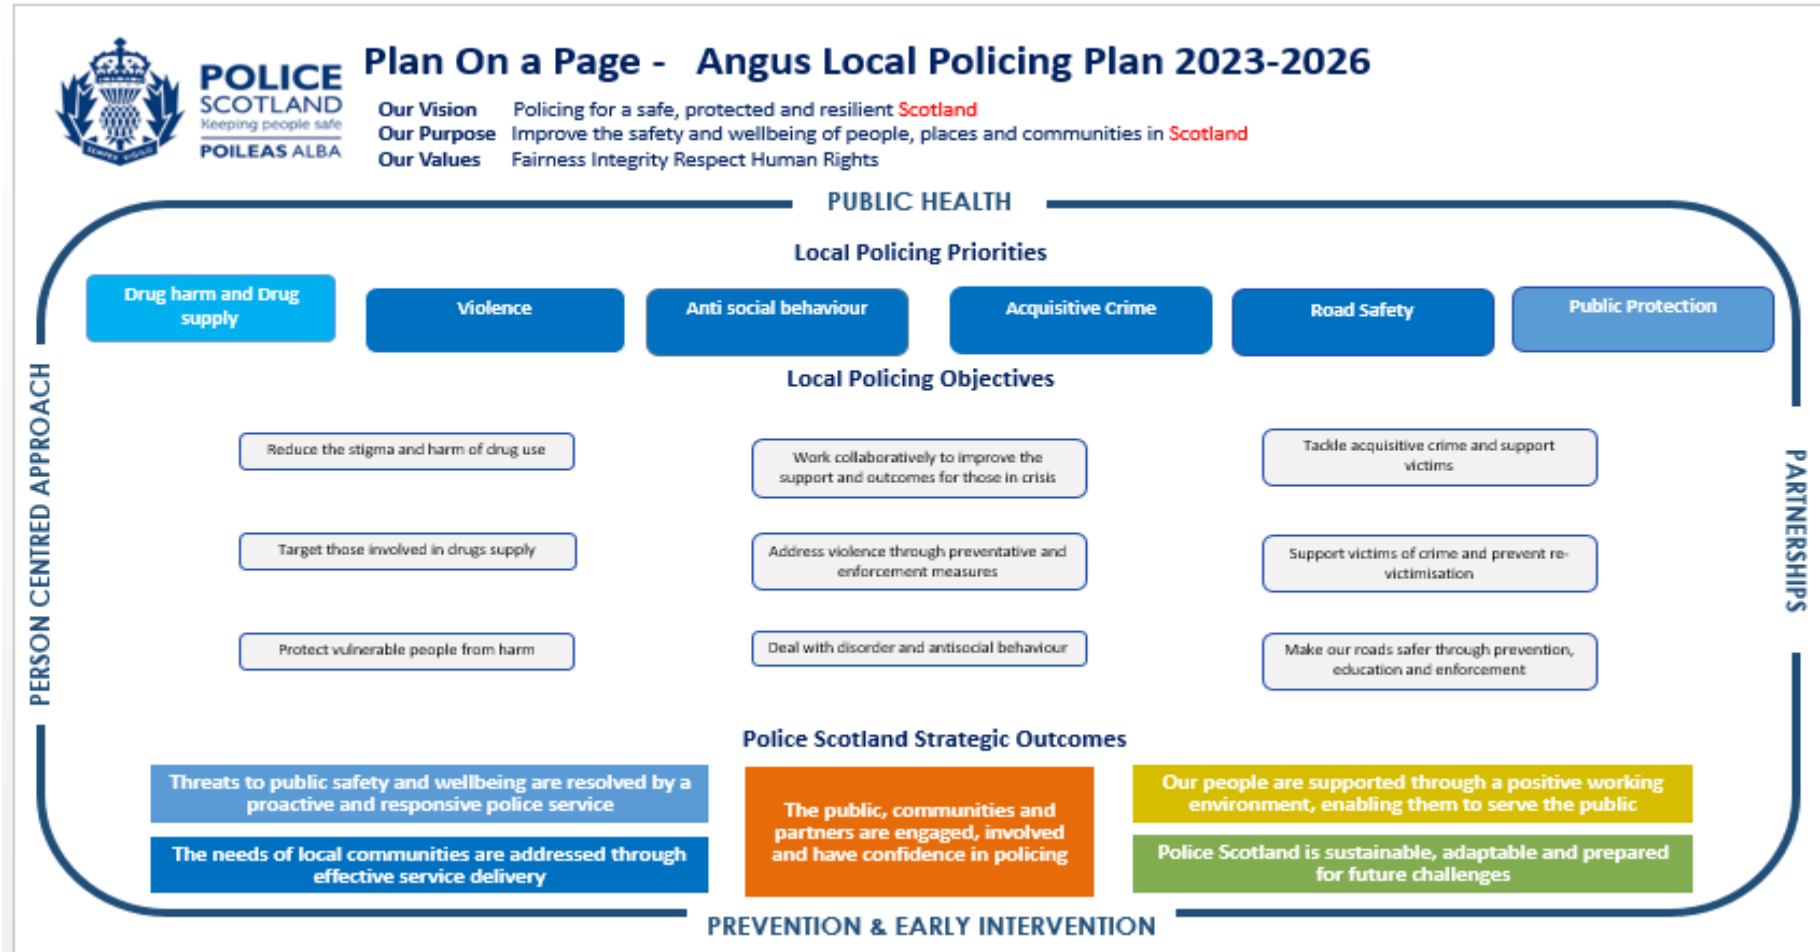 POLICE
SCOTLAND
Keeping people safe
POILEAS ALBA
SEMPER VIGILO
Plan On a Page - Angus Local Policing Plan 2023-2026
Our Vision Policing for a safe, protected and resilient Scotland
Our Purpose Improve the safety and wellbeing of people, places and communities in Scotland
Our Values Fairness Integrity Respect Human Rights
PUBLIC HEALTH
Local Policing Priorities
Drug harm and Drug
supply
Violence
Anti social behaviour
Acquisitive Crime
Road Safety
Public Protection
Local Policing Objectives
PERSON CENTRED APPROACH
Reduce the stigma and harm of drug use
Work collaboratively to improve the
support and outcomes for those in crisis
Tackle acquisitive crime and support
victims
Target those involved in drugs supply
Address violence through preventative and
enforcement measures
Support victims of crime and prevent re-
victimisation
Protect vulnerable people from harm
Deal with disorder and antisocial behaviour
Make our roads safer through prevention,
education and enforcement
PARTNERSHIPS
Police Scotland Strategic Outcomes
Threats to public safety and wellbeing are resolved by a
proactive and responsive police service
The needs of local communities are addressed through
effective service delivery
The public, communities and
partners are engaged, involved
and have confidence in policing
Our people are supported through a positive working
environment, enabling them to serve the public
Police Scotland is sustainable, adaptable and prepared
for future challenges
PREVENTION & EARLY INTERVENTION